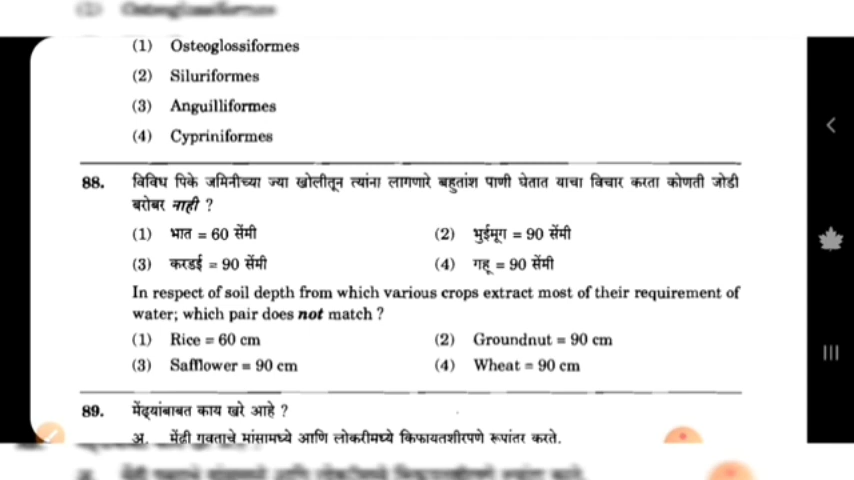 (1) Osteoglossiformes
(2) Siluriformes
(3) Anguilliformes
(4) Cypriniformes
88. विविध पिके जमिनीच्या ज्या खोलीतून त्यांना लागणारे बहुतांश पाणी घेतात याचा विचार करता कोणती जोडी
बरोबर नाही ?
(1) भात = 60 सेंमी (2) भुईमूग = 90 सेंमी
(3) करडई = 90 सेंमी (4) गहू = 90 सेंमी
In respect of soil depth from which various crops extract most of their requirement of
water; which pair does not match ?
(1) Rice = 60 cm (2) Groundnut = 90 cm
(3) Safflower = 90 cm (4) Wheat = 90 cm
89. मेंढ्यांबाबत काय खरे आहे ?
अ. मेंढी गवताचे मांसामध्ये आणि लोकरीमध्ये किफायतशीरपणे रूपांतर करते.